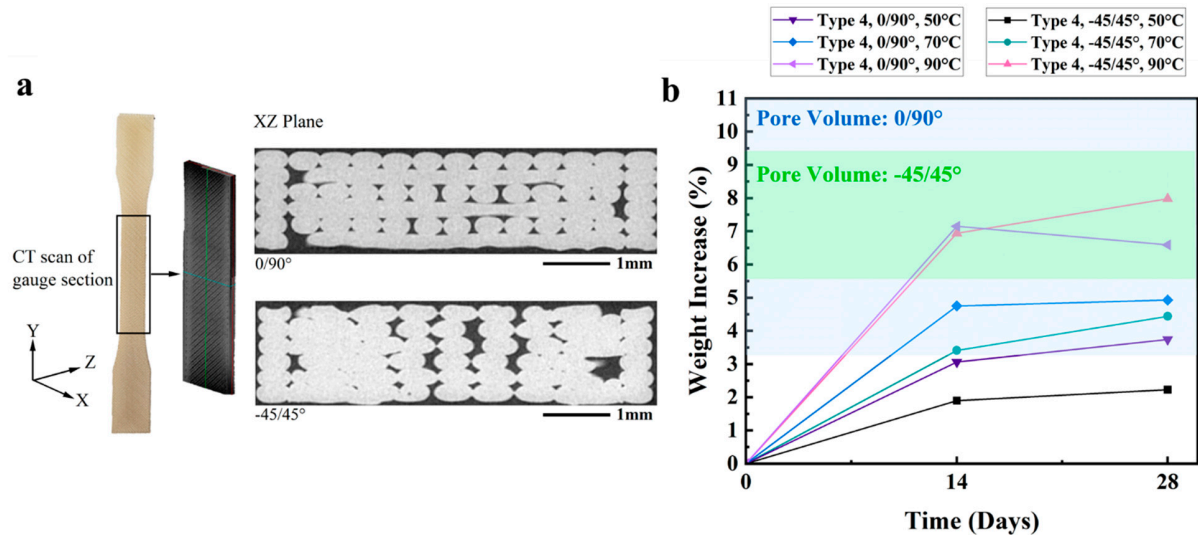 Type 4, 0/90°, 50°C
Type 4, 0/90°, 70°C
Type 4, 0/90°, 90°C
Type 4, -45/45°, 50°C
Type 4, -45/45°, 70°C
Type 4, -45/45°, 90°C
a
XZ Plane
CT scan of
gauge section
Y
Z
X
0/90°
1mm
-45/45°
1mm
b
Pore Volume: 0/90°
Pore Volume: -45/45°
Weight Increase (%)
11
10
9
8
7
6
5
4
3
2
1
0
0
14
28
Time (Days)